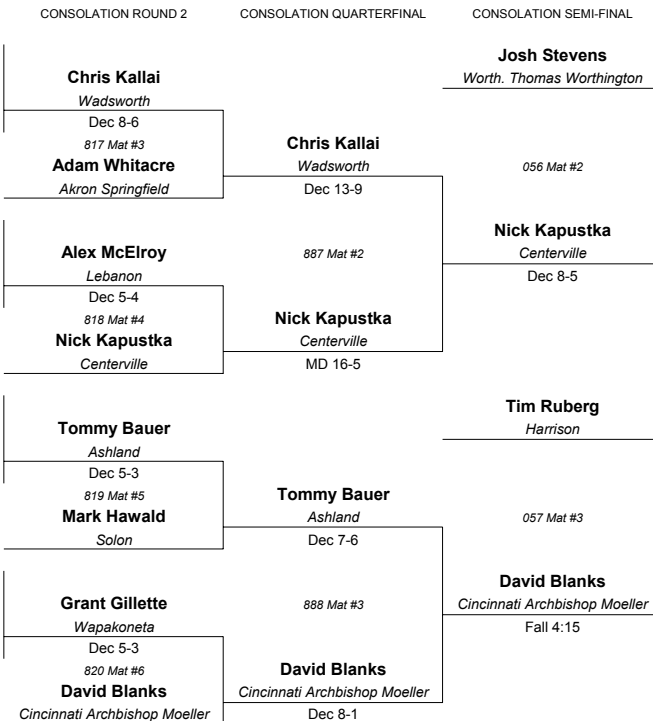 CONSOLATION ROUND 2
CONSOLATION QUARTERFINAL
CONSOLATION SEMI-FINAL
Chris Kallai
Wadsworth
Dec 8-6
817 Mat #3
Adam Whitacre
Akron Springfield
Alex McElroy
Lebanon
Dec 5-4
818 Mat #4
Nick Kapustka
Centerville
Tommy Bauer
Ashland
Dec 5-3
819 Mat #5
Mark Hawald
Solon
Grant Gillette
Wapakoneta
Dec 5-3
820 Mat #6
David Blanks
Cincinnati Archbishop Moeller
Chris Kallai
Wadsworth
Dec 13-9
887 Mat #2
Nick Kapustka
Centerville
MD 16-5
Tommy Bauer
Ashland
Dec 7-6
888 Mat #3
David Blanks
Cincinnati Archbishop Moeller
Dec 8-1
Josh Stevens
Worth. Thomas Worthington
056 Mat #2
Nick Kapustka
Centerville
Dec 8-5
Tim Ruberg
Harrison
057 Mat #3
David Blanks
Cincinnati Archbishop Moeller
Fall 4:15